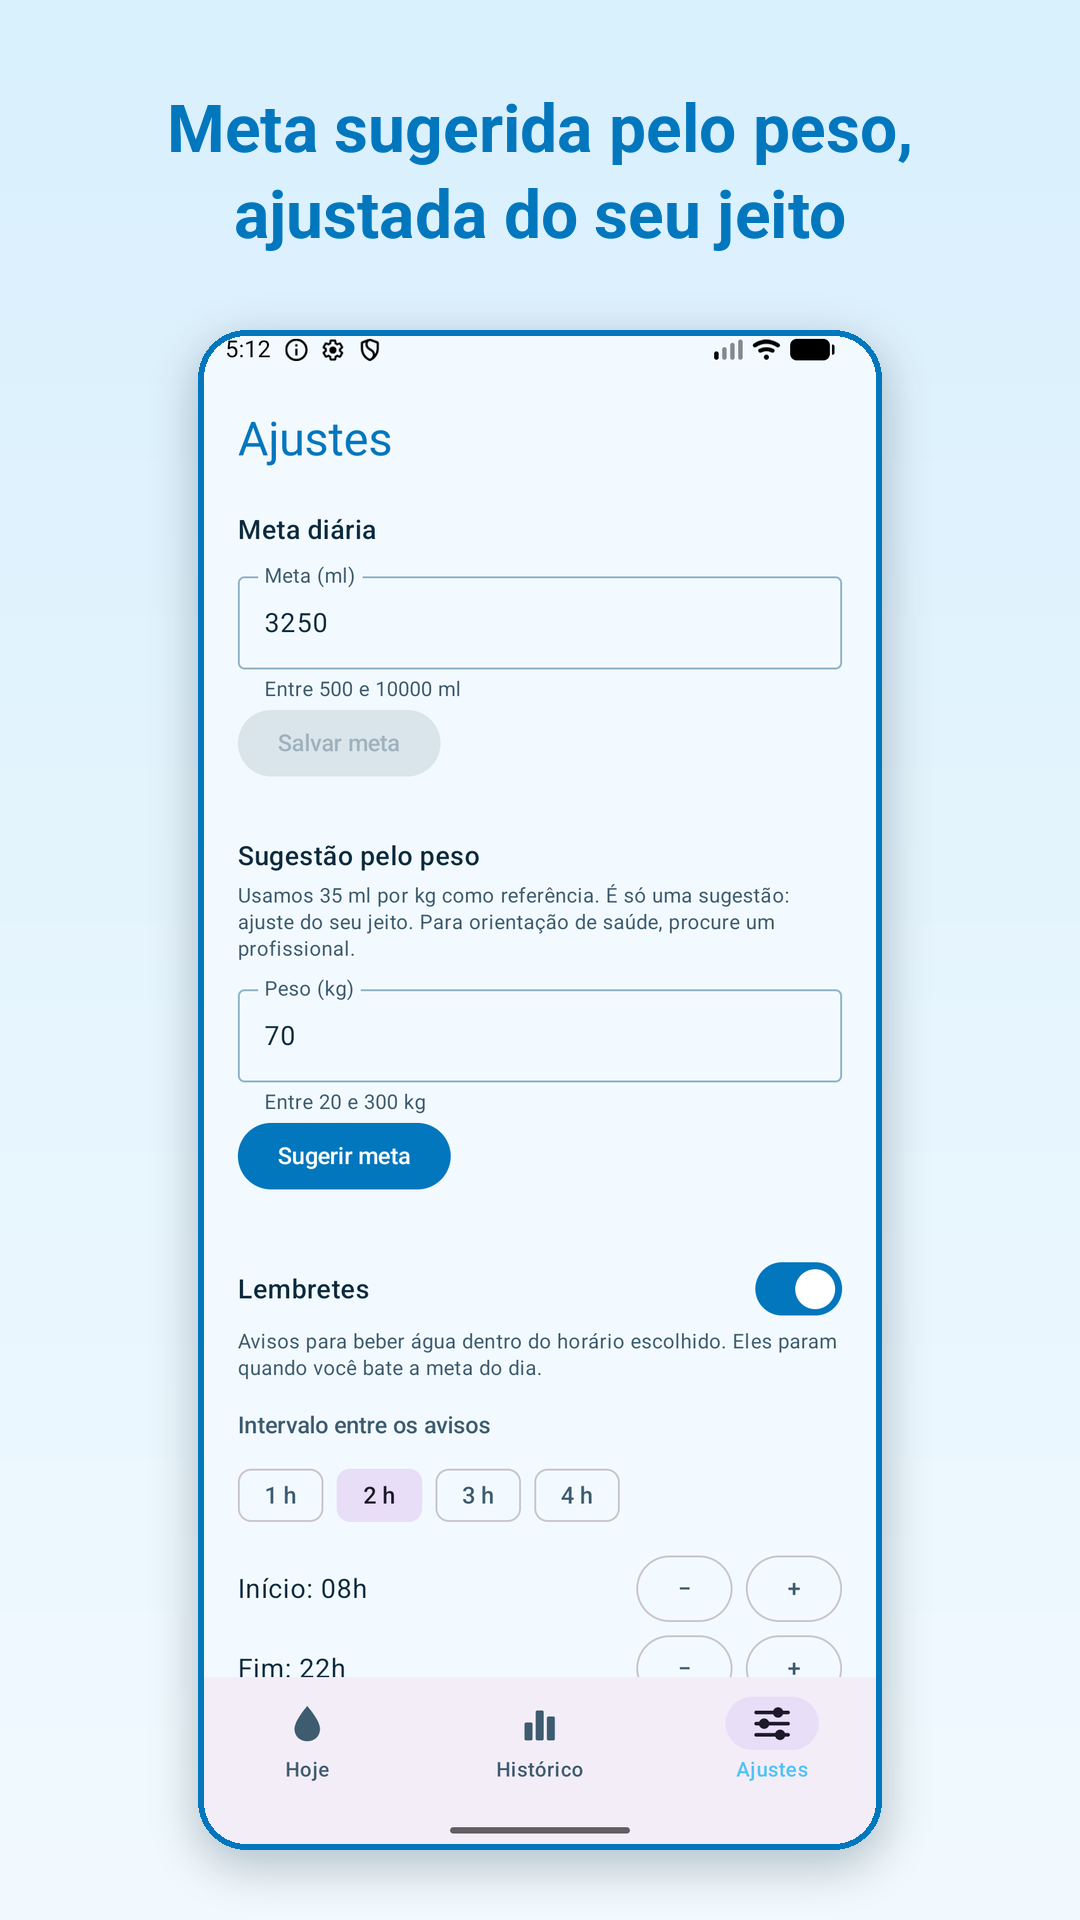 Meta sugerida pelo peso,
ajustada do seu jeito
5:12
Ajustes
Meta diária
Meta (ml)
3250
Entre 500 e 10000 ml
Salvar meta
Sugestão pelo peso
Usamos 35 ml por kg como referência. É só uma sugestão:
ajuste do seu jeito. Para orientação de saúde, procure um
profissional.
Peso (kg)
70
Entre 20 e 300 kg
Sugerir meta
Lembretes
Avisos para beber água dentro do horário escolhido. Eles param
quando você bate a meta do dia.
Intervalo entre os avisos
1 h 2 h 3 h 4 h
Início: 08h − +
Fim: 22h − +
Hoje Histórico Ajustes